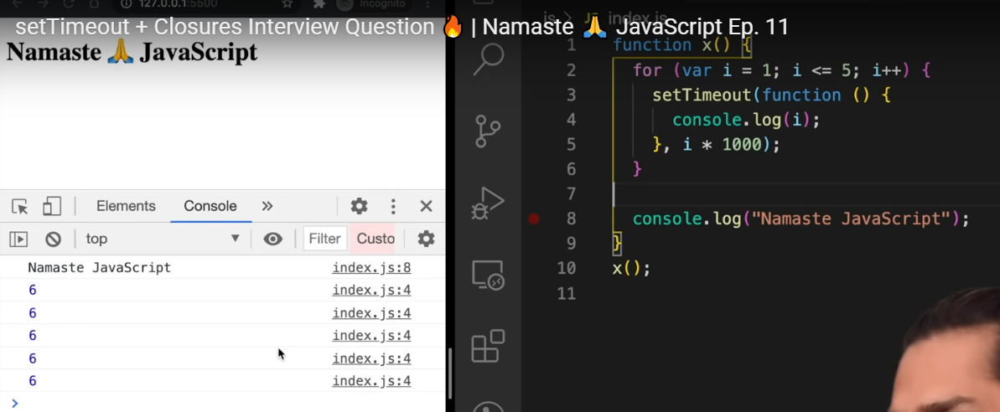 127.0.0.1:5500
Incognito
setTimeout + Closures Interview Question 🔥 | Namaste 🙏 JavaScript Ep. 11
Namaste 🙏 JavaScript
Elements Console »
top ▼ Filter Custo
Namaste JavaScript index.js:8
6 index.js:4
6 index.js:4
6 index.js:4
6 index.js:4
6 index.js:4
>
js > JS index.js
1 function x() {
2 for (var i = 1; i <= 5; i++) {
3 setTimeout(function () {
4 console.log(i);
5 }, i * 1000);
6 }
7
8 console.log("Namaste JavaScript");
9 }
10 x();
11